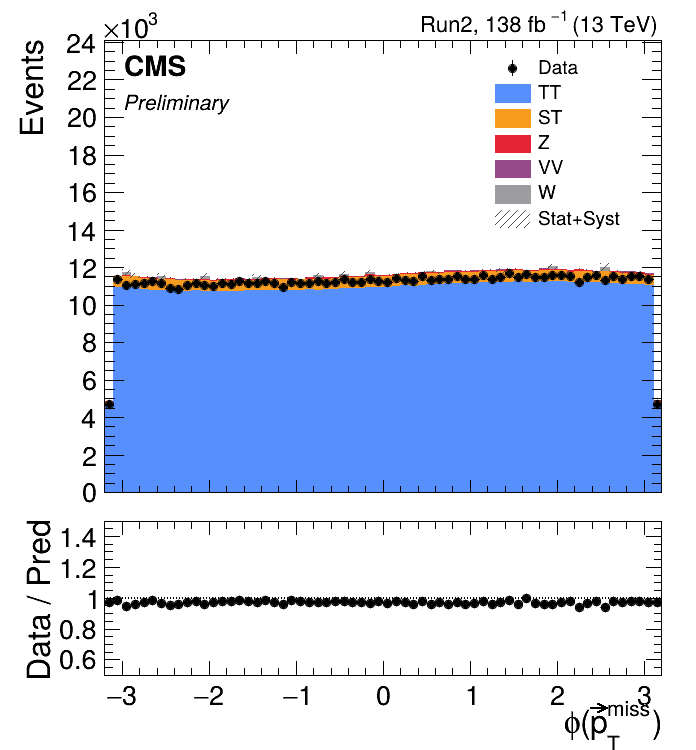 ×10³
Run2, 138 fb⁻¹ (13 TeV)
Events
24
22
20
18
16
14
12
10
8
6
4
2
0
CMS
Preliminary
Data
TT
ST
Z
VV
W
Stat+Syst
Data / Pred
1.4
1.2
1
0.8
0.6
−3 −2 −1 0 1 2 3
ϕ(p⃗_T^miss)